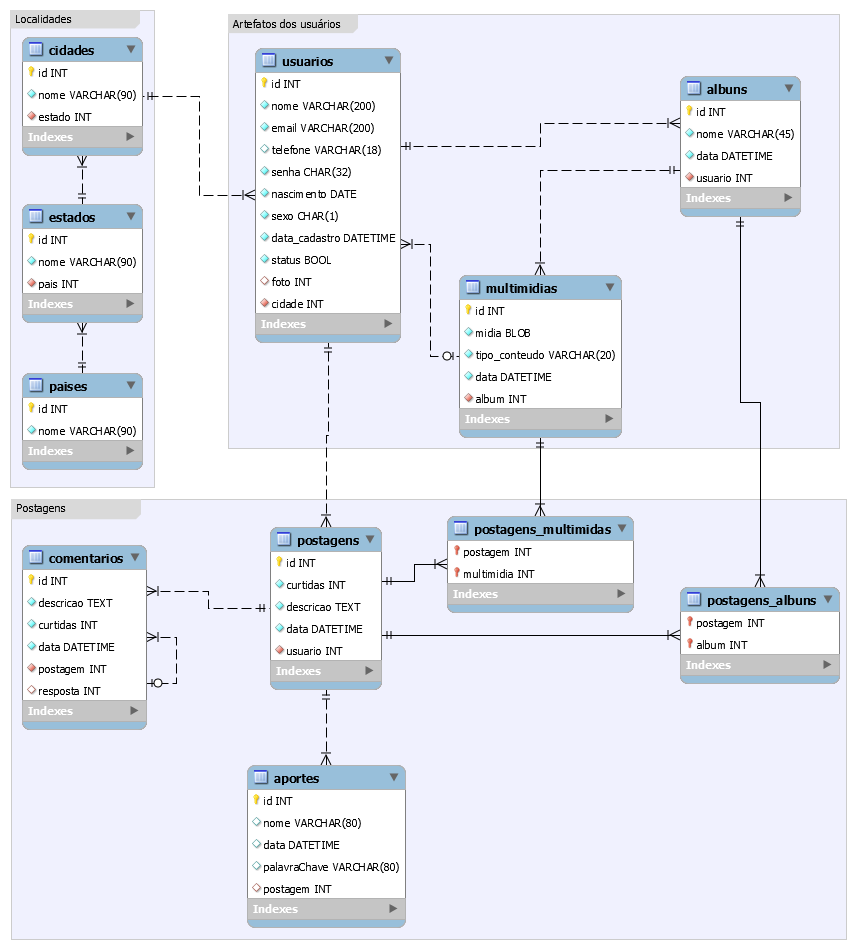 Localidades
cidades
id INT
nome VARCHAR(90)
estado INT
Indexes
estados
id INT
nome VARCHAR(90)
pais INT
Indexes
paises
id INT
nome VARCHAR(90)
Indexes
Artefatos dos usuários
usuarios
id INT
nome VARCHAR(200)
email VARCHAR(200)
telefone VARCHAR(18)
senha CHAR(32)
nascimento DATE
sexo CHAR(1)
data_cadastro DATETIME
status BOOL
foto INT
cidade INT
Indexes
albuns
id INT
nome VARCHAR(45)
data DATETIME
usuario INT
Indexes
multimidias
id INT
midia BLOB
tipo_conteudo VARCHAR(20)
data DATETIME
album INT
Indexes
Postagens
comentarios
id INT
descricao TEXT
curtidas INT
data DATETIME
postagem INT
resposta INT
Indexes
postagens
id INT
curtidas INT
descricao TEXT
data DATETIME
usuario INT
Indexes
postagens_multimidas
postagem INT
multimidia INT
Indexes
postagens_albuns
postagem INT
album INT
Indexes
aportes
id INT
nome VARCHAR(80)
data DATETIME
palavraChave VARCHAR(80)
postagem INT
Indexes